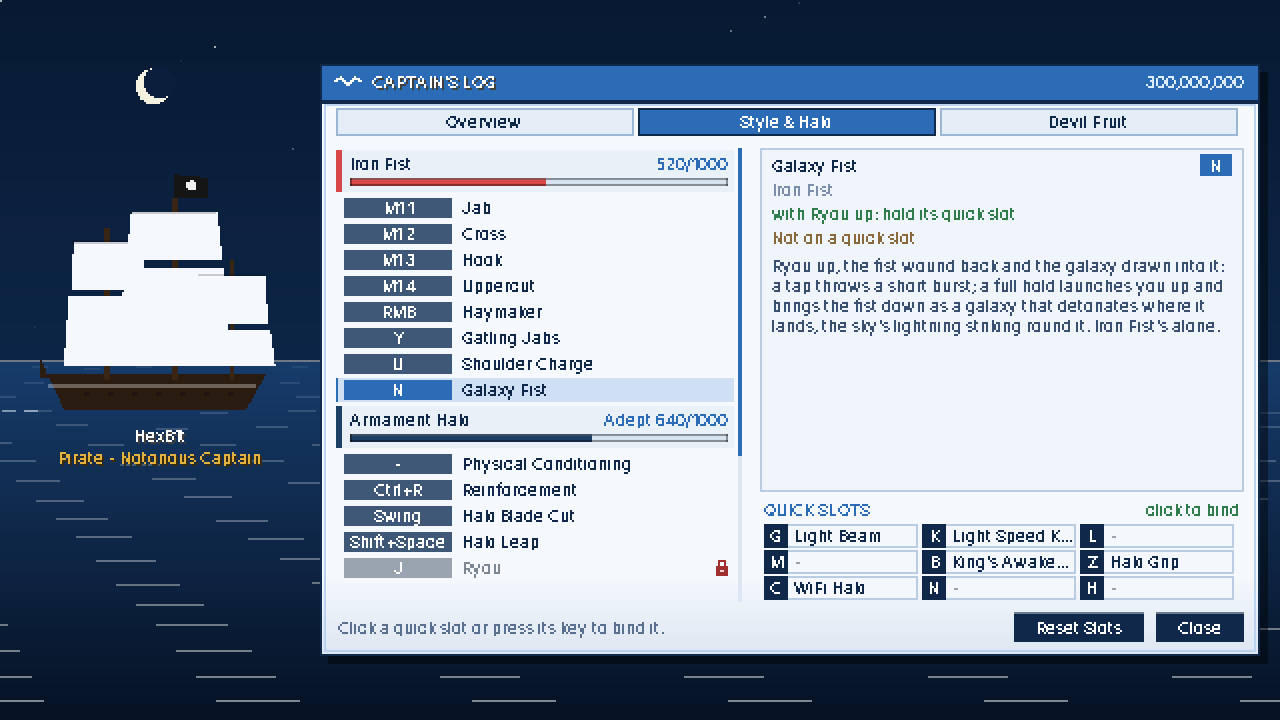 CAPTAIN'S LOG
300,000,000
Overview
Style & Haki
Devil Fruit
Iron Fist
520/1000
M1 1
Jab
M1 2
Cross
M1 3
Hook
M1 4
Uppercut
RMB
Haymaker
Y
Gatling Jabs
U
Shoulder Charge
N
Galaxy Fist
Armament Haki
Adept 640/1000
-
Physical Conditioning
Ctrl+R
Reinforcement
Swing
Haki Blade Cut
Shift+Space
Haki Leap
J
Ryou
Galaxy Fist
N
Iron Fist
with Ryou up: hold its quick slot
Not on a quick slot
Ryou up, the fist wound back and the galaxy drawn into it:
a tap throws a short burst; a full hold launches you up and
brings the fist down as a galaxy that detonates where it
lands, the sky's lightning striking round it. Iron Fist's alone.
QUICK SLOTS
click to bind
G Light Beam
K Light Speed K...
L -
M -
B King's Awake...
Z Haki Grip
C WiFi Haki
N -
H -
Click a quick slot or press its key to bind it.
Reset Slots
Close
Pirate - Notorious Captain